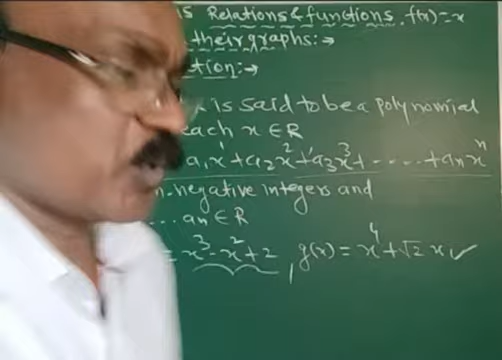 Relations & functions. f(x) = x
their graphs :→
tion :→
is said to be a polynomial
each x ∈ R
a₁x¹ + a₂x² + a₃x³ + ..... + aₙxⁿ
n-negative integers and
... an ∈ R
= x³ - x² + 2, g(x) = x⁴ + √2 x ✓